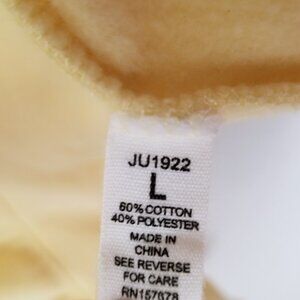 JU1922
L
60% COTTON
40% POLYESTER
MADE IN
CHINA
SEE REVERSE
FOR CARE
RN157678